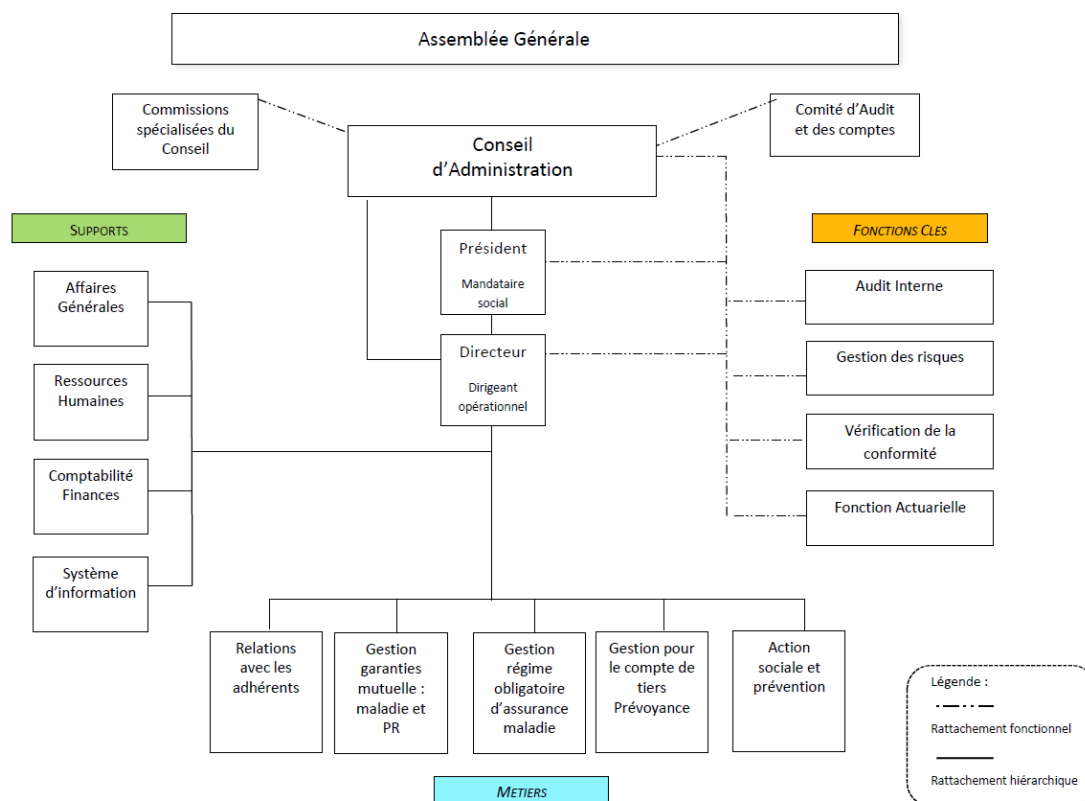 Assemblée Générale
Commissions
spécialisées du
Conseil
Comité d'Audit
et des comptes
Conseil
d'Administration
SUPPORTS
FONCTIONS CLES
Président
Mandataire
social
Affaires
Générales
Audit Interne
Directeur
Dirigeant
opérationnel
Gestion des risques
Ressources
Humaines
Vérification de la
conformité
Comptabilité
Finances
Fonction Actuarielle
Système
d'information
Relations
avec les
adhérents
Gestion
garanties
mutuelle :
maladie et
PR
Gestion
régime
obligatoire
d'assurance
maladie
Gestion pour
le compte de
tiers
Prévoyance
Action
sociale et
prévention
Légende :
Rattachement fonctionnel
Rattachement hiérarchique
METIERS